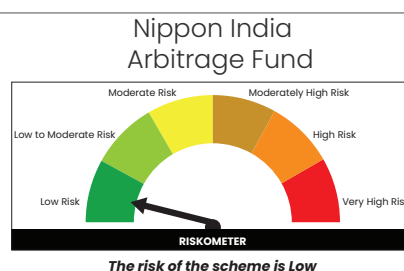 Nippon India
Arbitrage Fund
Moderate Risk
Moderately High Risk
Low to Moderate Risk
High Risk
Low Risk
Very High Ris
RISKOMETER
The risk of the scheme is Low